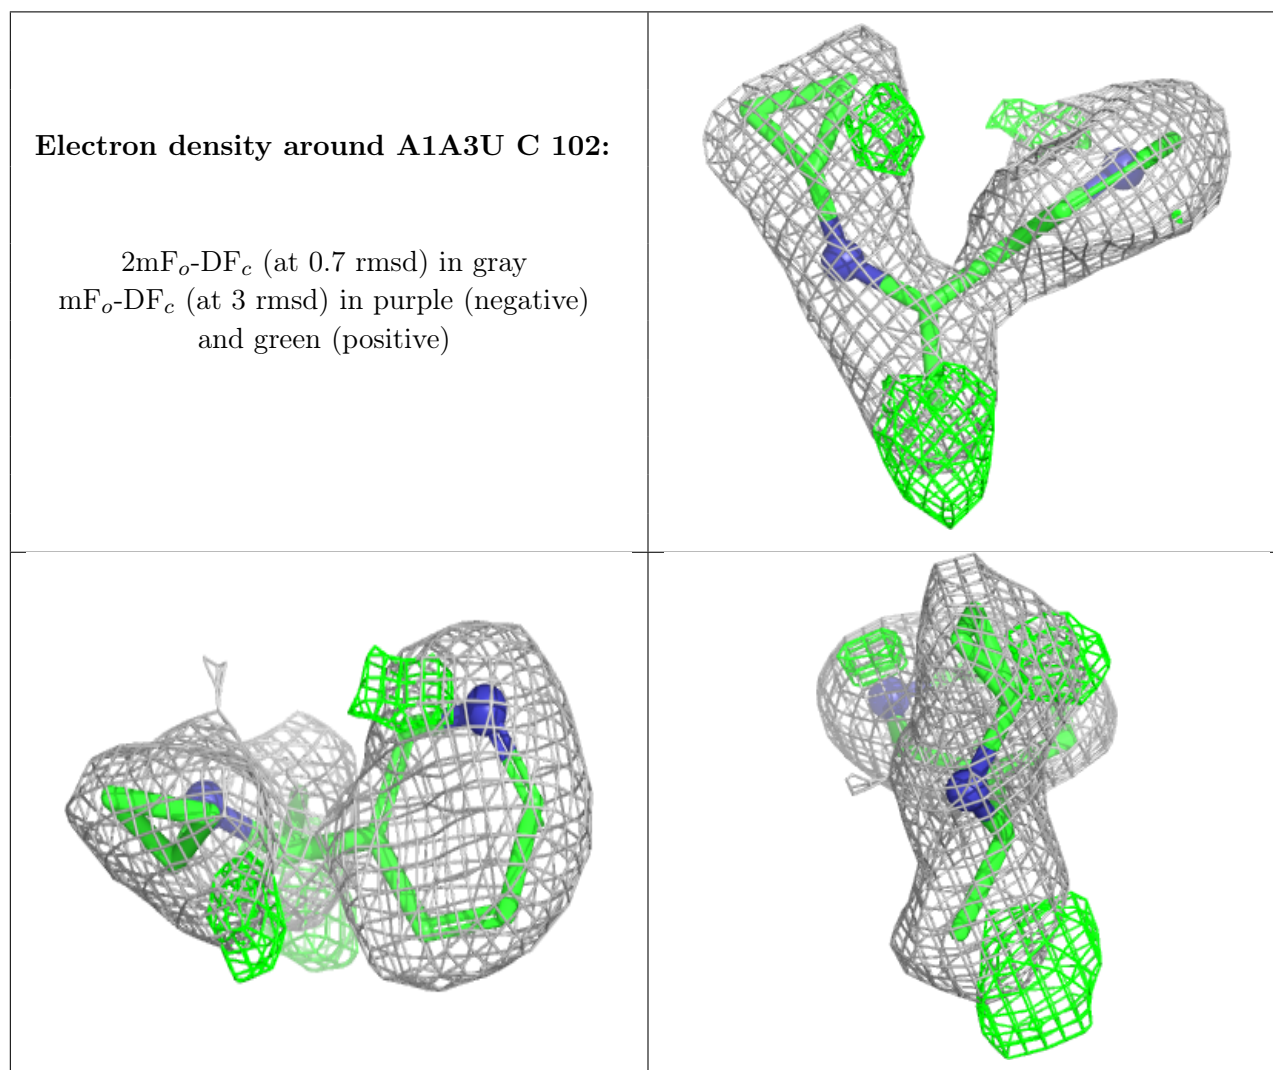 Electron density around A1A3U C 102:
2mFo-DFc (at 0.7 rmsd) in gray
mFo-DFc (at 3 rmsd) in purple (negative)
and green (positive)